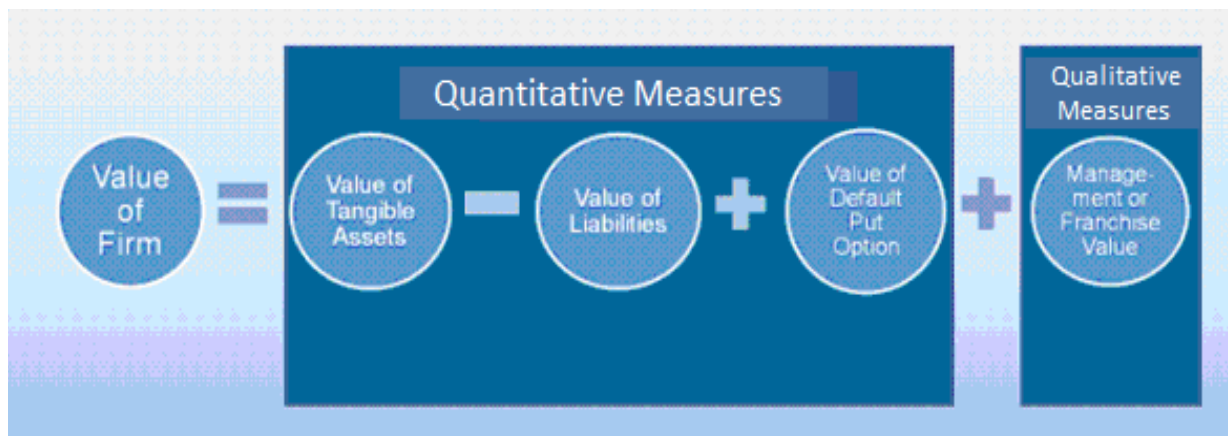 Quantitative Measures
Qualitative
Measures
Value
of
Firm
=
Value of
Tangible
Assets
−
Value of
Liabilities
+
Value of
Default
Put
Option
+
Manage-
ment or
Franchise
Value